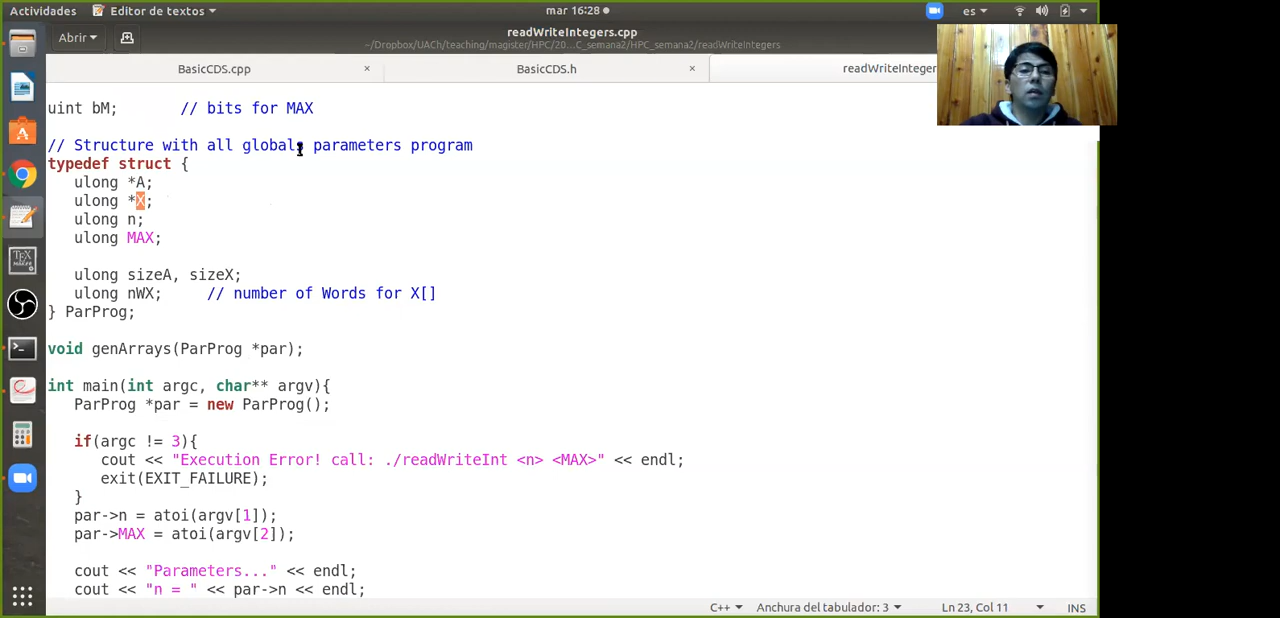 Actividades Editor de textos mar 16:28 es
Abrir readWriteIntegers.cpp
~/Dropbox/UACh/teaching/magister/HPC/20...C_semana2/HPC_semana2/readWriteIntegers
BasicCDS.cpp × BasicCDS.h × readWriteInteger
uint bM; // bits for MAX
// Structure with all globals parameters program
typedef struct {
ulong *A;
ulong *X;
ulong n;
ulong MAX;
ulong sizeA, sizeX;
ulong nWX; // number of Words for X[]
} ParProg;
void genArrays(ParProg *par);
int main(int argc, char** argv){
ParProg *par = new ParProg();
if(argc != 3){
cout << "Execution Error! call: ./readWriteInt <n> <MAX>" << endl;
exit(EXIT_FAILURE);
}
par->n = atoi(argv[1]);
par->MAX = atoi(argv[2]);
cout << "Parameters..." << endl;
cout << "n = " << par->n << endl;
C++ Anchura del tabulador: 3 Ln 23, Col 11 INS